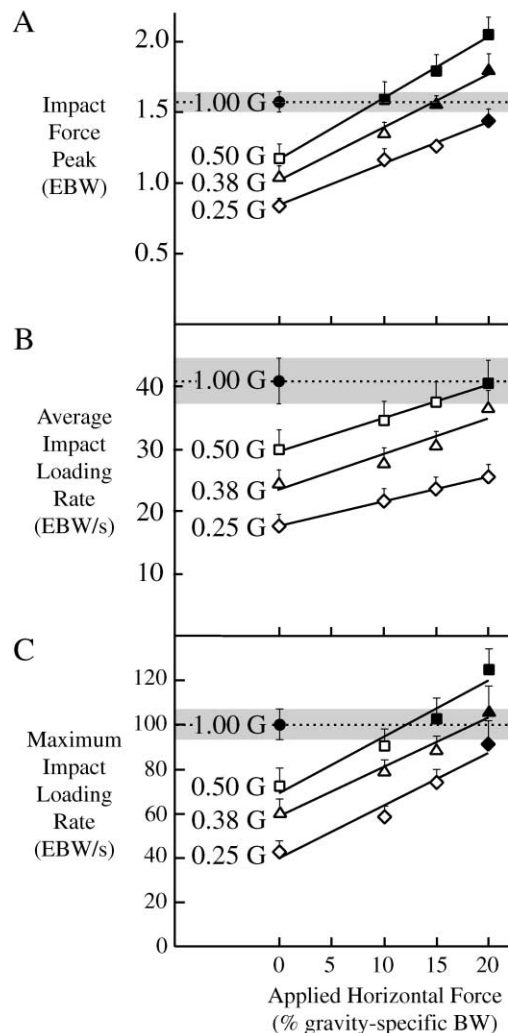 A
2.0
Impact
Force
Peak
(EBW)
1.5
1.00 G
0.50 G
0.38 G
1.0
0.25 G
0.5
B
40
1.00 G
Average
Impact
Loading
Rate
(EBW/s)
30
0.50 G
0.38 G
20
0.25 G
10
C
120
100
1.00 G
Maximum
Impact
Loading
Rate
(EBW/s)
80
0.50 G
60
0.38 G
40
0.25 G
20
0
0 5 10 15 20
Applied Horizontal Force
(% gravity-specific BW)